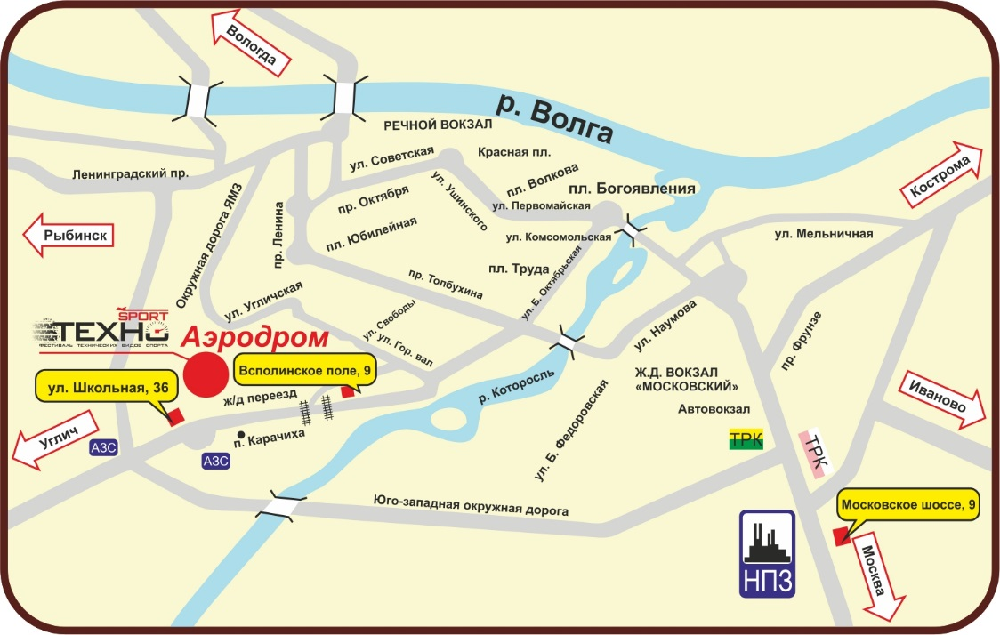 Вологда
р. Волга
РЕЧНОЙ ВОКЗАЛ
ул. Советская
Красная пл.
Ленинградский пр.
Кострома
пл. Волкова
пл. Богоявления
ул. Ушинского
пр. Октября
ул. Первомайская
Рыбинск
Окружная дорога ЯМЗ
пр. Ленина
пл. Юбилейная
ул. Комсомольская
ул. Мельничная
пл. Труда
ул. Б. Октябрьская
пр. Толбухина
ул. Угличская
SPORT
ТЕХНО
ФЕСТИВАЛЬ ТЕХНИЧЕСКИХ ВИДОВ СПОРТА
Аэродром
ул. Свободы
ул. Гор. вал
ул. Наумова
пр. Фрунзе
Всполинское поле, 9
ул. Школьная, 36
ж/д переезд
р. Которосль
Ж.Д. ВОКЗАЛ
«МОСКОВСКИЙ»
Автовокзал
Иваново
Углич
АЗС
п. Карачиха
АЗС
ул. Б. Федоровская
ТРК
ТРК
Юго-западная окружная дорога
Московское шоссе, 9
НПЗ
Москва